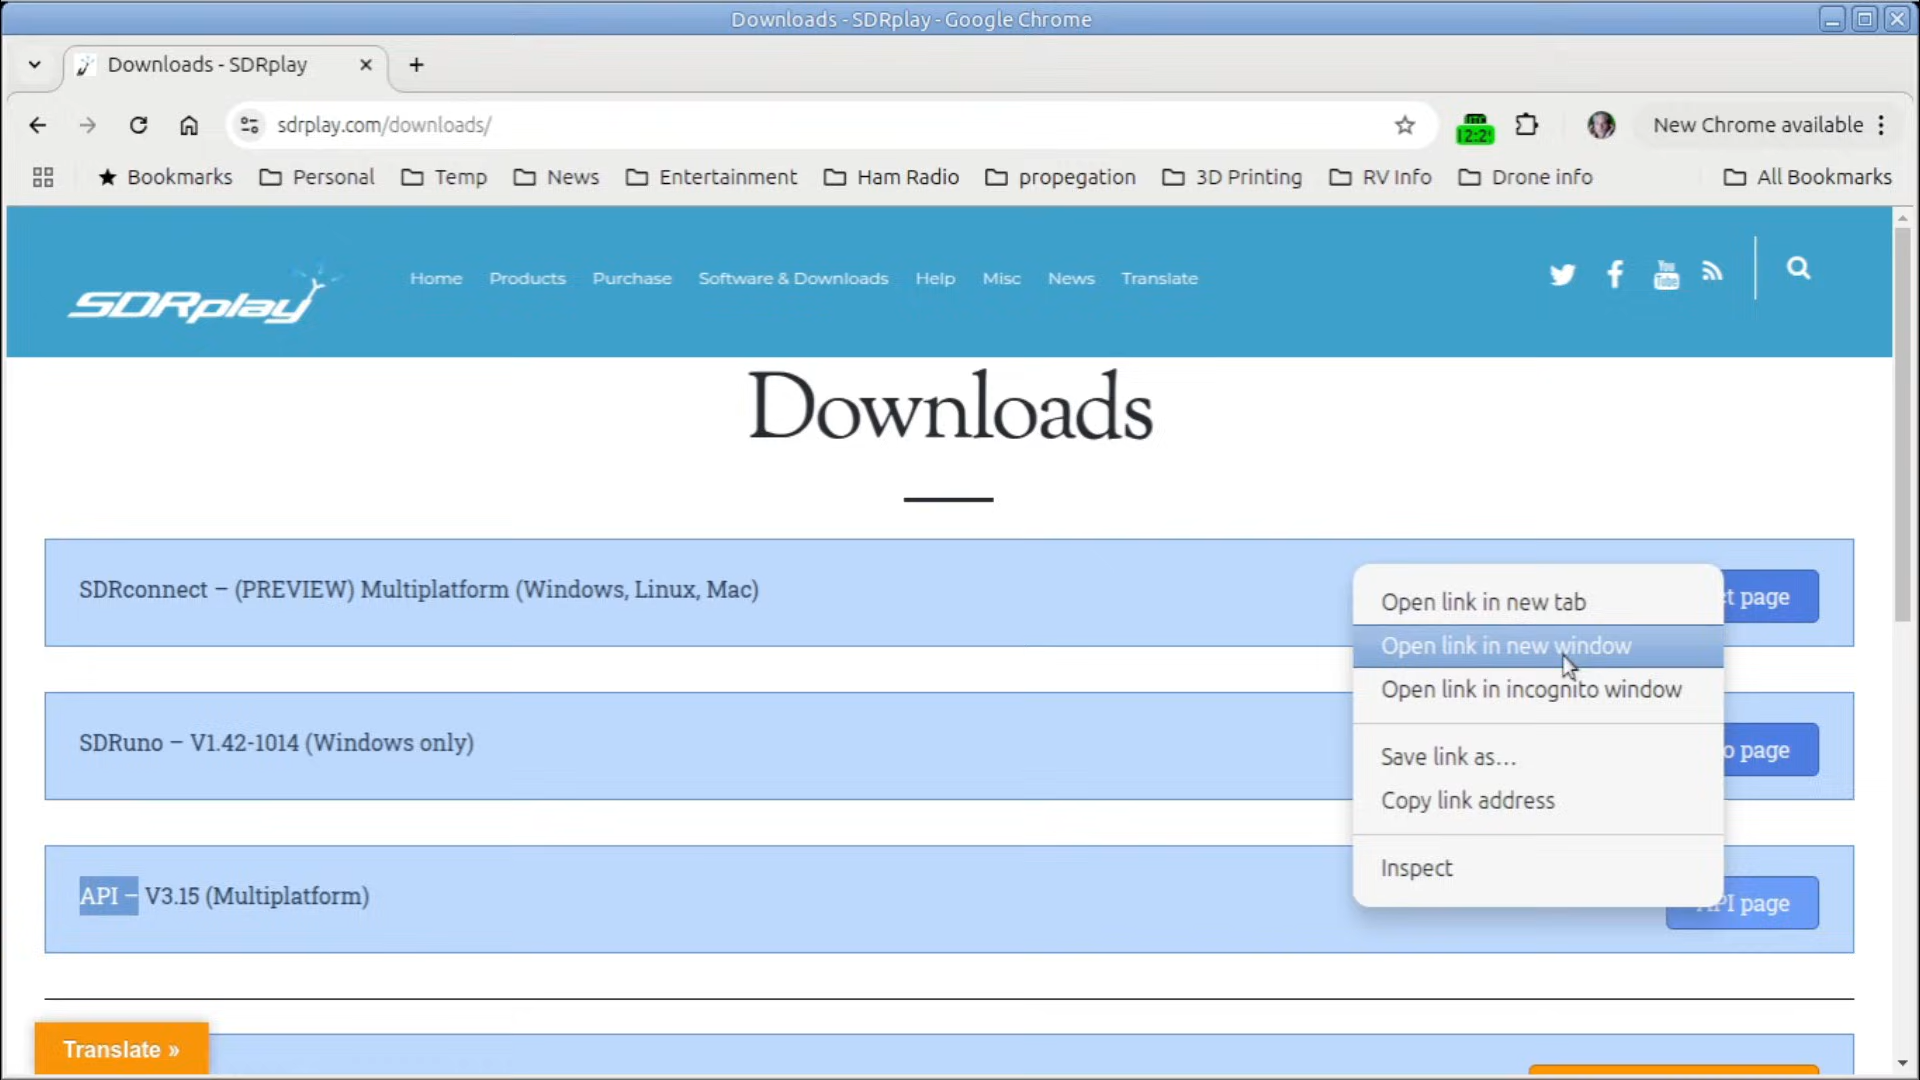 Downloads - SDRplay - Google Chrome
Downloads - SDRplay
sdrplay.com/downloads/
New Chrome available
Bookmarks
Personal
Temp
News
Entertainment
Ham Radio
propegation
3D Printing
RV Info
Drone info
All Bookmarks
SDRplay
Home
Products
Purchase
Software & Downloads
Help
Misc
News
Translate
You
Tube
Downloads
SDRconnect – (PREVIEW) Multiplatform (Windows, Linux, Mac)
t page
Open link in new tab
Open link in new window
Open link in incognito window
SDRuno – V1.42-1014 (Windows only)
o page
Save link as...
Copy link address
Inspect
API – V3.15 (Multiplatform)
API page
Translate »